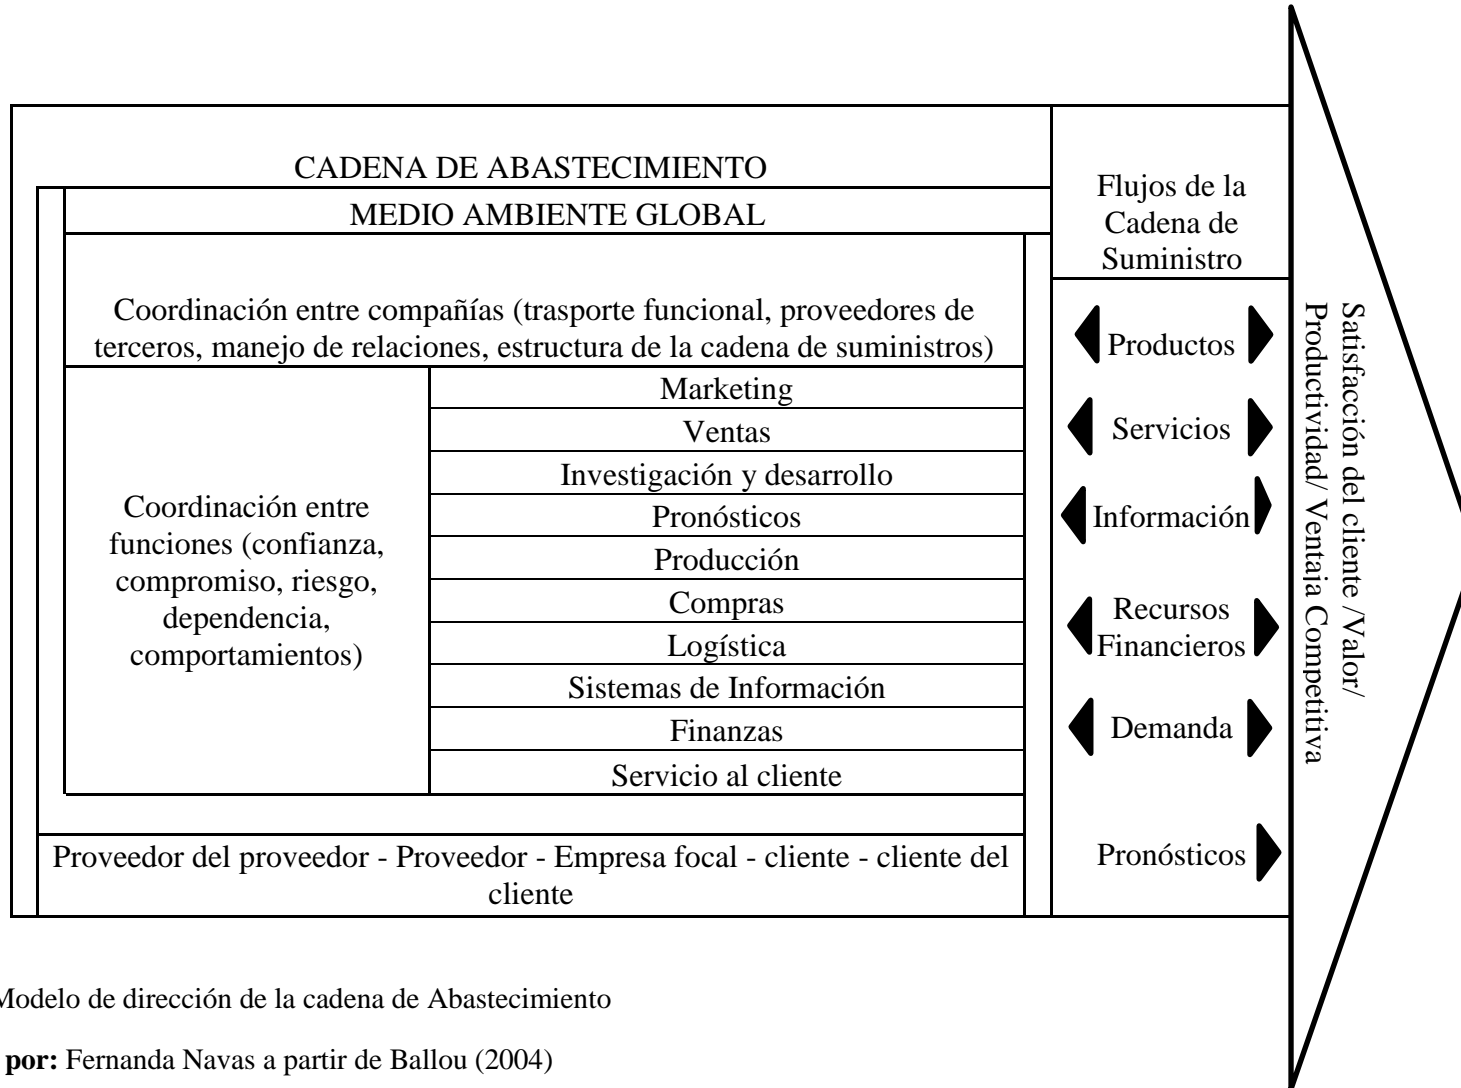 CADENA DE ABASTECIMIENTO
MEDIO AMBIENTE GLOBAL
Coordinación entre compañías (trasporte funcional, proveedores de
terceros, manejo de relaciones, estructura de la cadena de suministros)
Coordinación entre
funciones (confianza,
compromiso, riesgo,
dependencia,
comportamientos)
Marketing
Ventas
Investigación y desarrollo
Pronósticos
Producción
Compras
Logística
Sistemas de Información
Finanzas
Servicio al cliente
Proveedor del proveedor - Proveedor - Empresa focal - cliente - cliente del
cliente
Flujos de la
Cadena de
Suministro
Productos
Servicios
Información
Recursos
Financieros
Demanda
Pronósticos
Satisfacción del cliente /Valor/
Productividad/ Ventaja Competitiva
Modelo de dirección de la cadena de Abastecimiento
por: Fernanda Navas a partir de Ballou (2004)